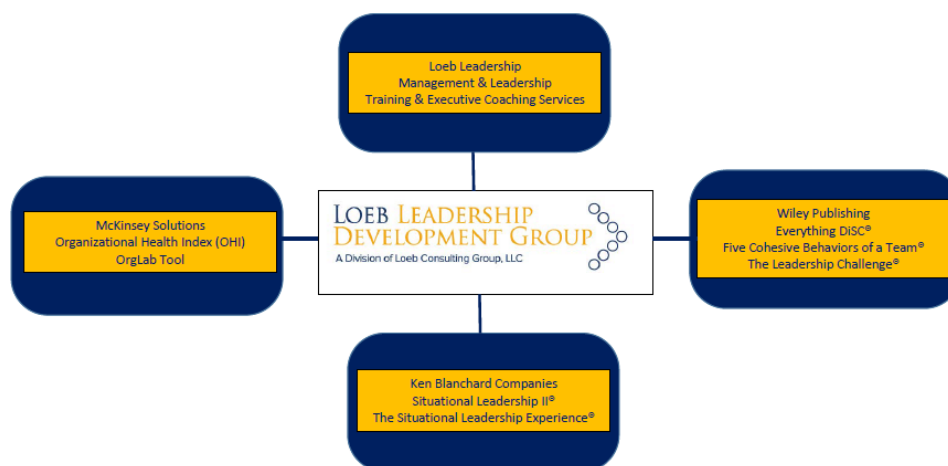 Loeb Leadership
Management & Leadership
Training & Executive Coaching Services
McKinsey Solutions
Organizational Health Index (OHI)
OrgLab Tool
LOEB LEADERSHIP
DEVELOPMENT GROUP
A Division of Loeb Consulting Group, LLC
Wiley Publishing
Everything DiSC®
Five Cohesive Behaviors of a Team®
The Leadership Challenge®
Ken Blanchard Companies
Situational Leadership II®
The Situational Leadership Experience®